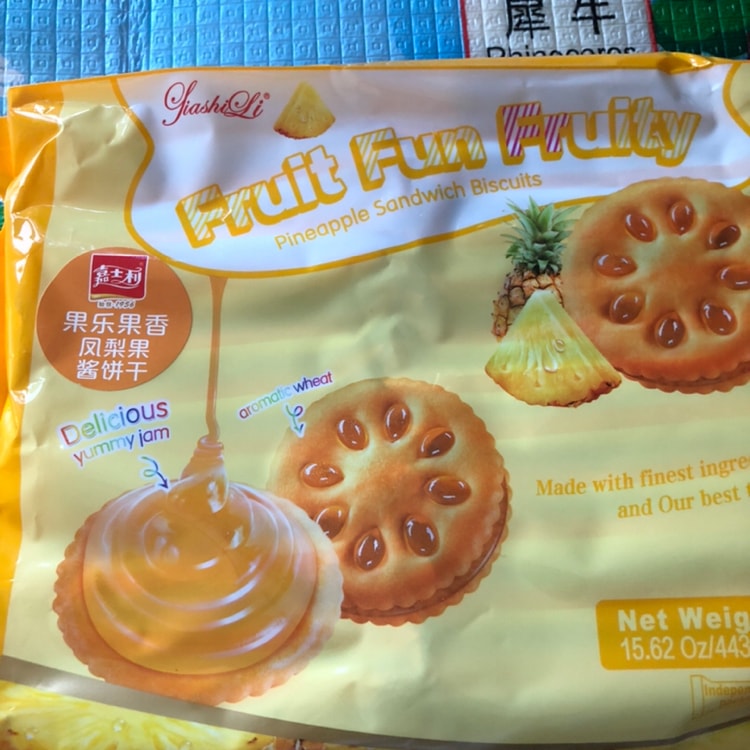 犀 牛
Rhinoceros
JiashiLi®
Fruit Fun Fruity
Pineapple Sandwich Biscuits
嘉士利
1956
果乐果香
凤梨果
酱饼干
Delicious
yummy jam
aromatic wheat
Made with finest
and Our best
Net
15.62 Oz/443